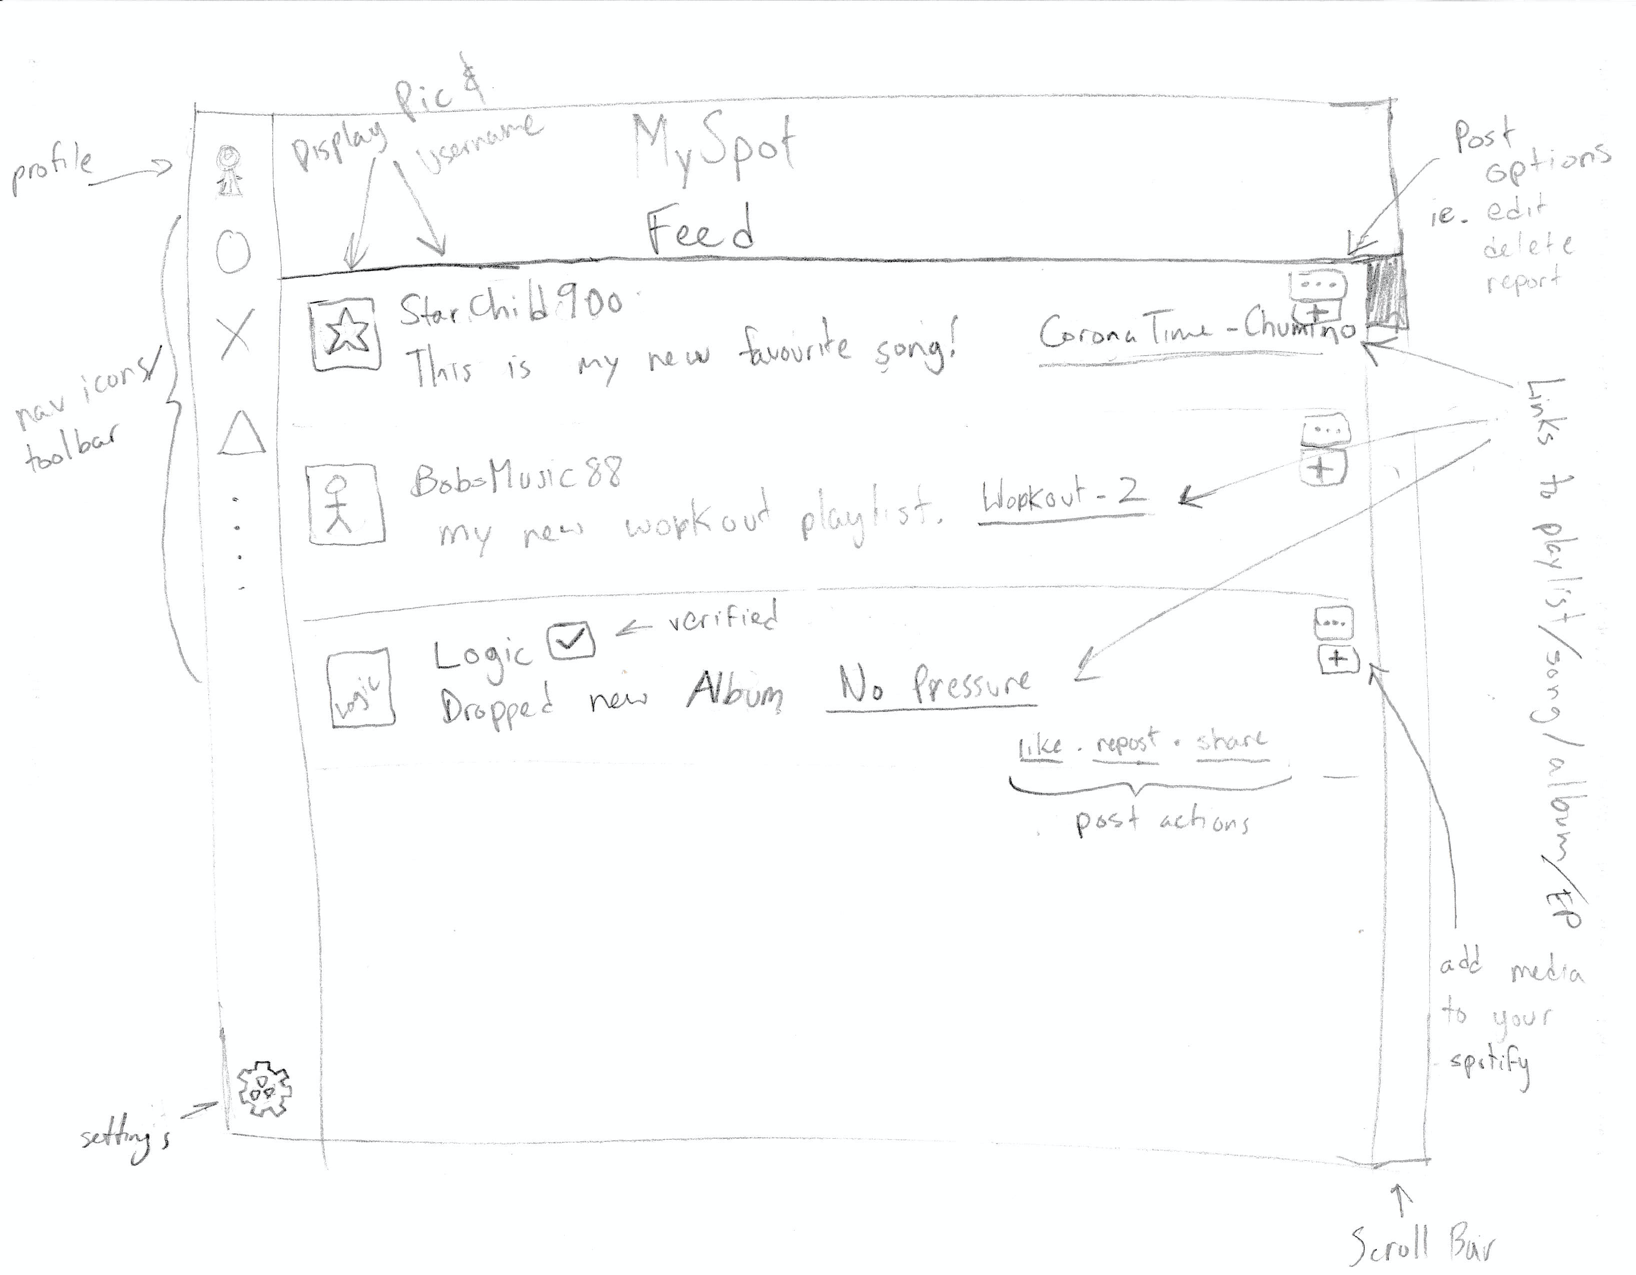 Display Pic &
Username
MySpot
Feed
profile
nav icons/
toolbar
Post
options
ie. edit
delete
report
StarChild900
This is my new favourite song!
Corona Time - Chumino
...
+
BobsMusic88
my new workout playlist.
Workout - 2
...
+
Logic
verified
Dropped new Album
No Pressure
Logic
...
+
like . repost . share
post actions
Links to playlist/song/album/EP
add media
to your
spotify
settings
Scroll Bar